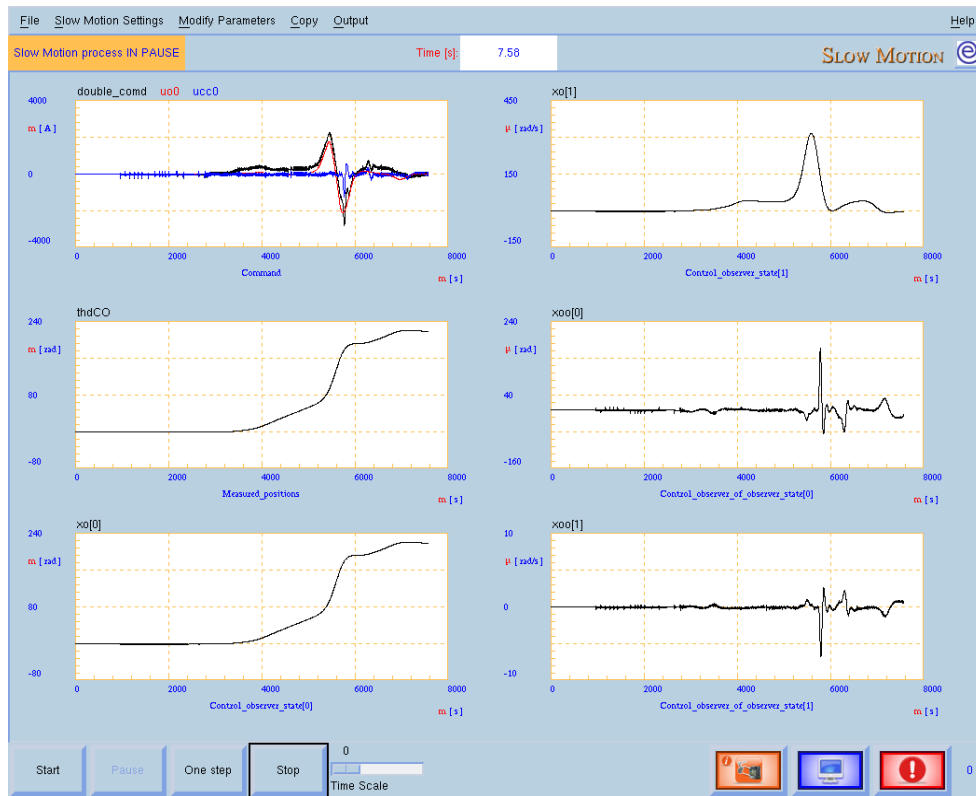 File Slow Motion Settings Modify Parameters Copy Output Help
Slow Motion process IN PAUSE Time [s]: 7.56 SLOW MOTION e
double_comd uo0 ucc0
4000
m [ A ]
0
-4000
0 2000 4000 6000 8000
Command
m [ s ]
xo[1]
450
µ [ rad/s ]
150
-150
0 2000 4000 6000 8000
Control_observer_state[1]
m [ s ]
thdCO
240
m [ rad ]
80
-80
0 2000 4000 6000 8000
Measured_positions
m [ s ]
xoo[0]
240
µ [ rad ]
40
-160
0 2000 4000 6000 8000
Control_observer_of_observer_state[0]
m [ s ]
xo[0]
240
m [ rad ]
80
-80
0 2000 4000 6000 8000
Control_observer_state[0]
m [ s ]
xoo[1]
10
µ [ rad/s ]
0
-10
0 2000 4000 6000 8000
Control_observer_of_observer_state[1]
m [ s ]
Start Pause One step Stop
0
Time Scale
i
!
0